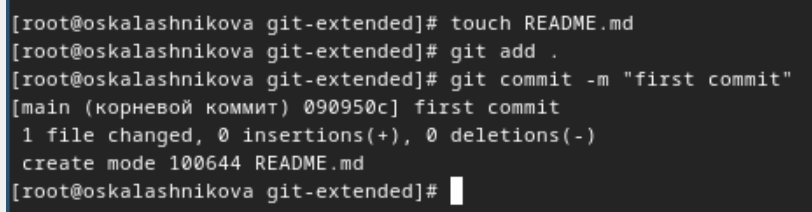 [root@oskalashnikova git-extended]# touch README.md
[root@oskalashnikova git-extended]# git add .
[root@oskalashnikova git-extended]# git commit -m "first commit"
[main (корневой коммит) 090950c] first commit
 1 file changed, 0 insertions(+), 0 deletions(-)
 create mode 100644 README.md
[root@oskalashnikova git-extended]#